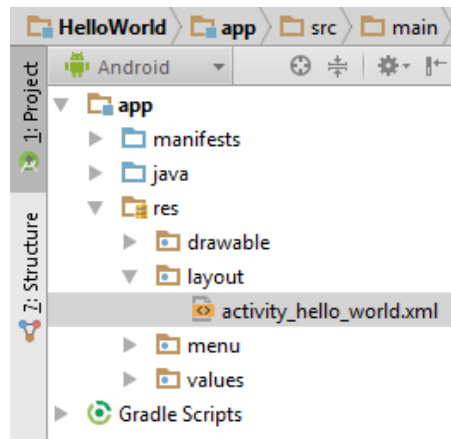 HelloWorld app src main
Android
1: Project
7: Structure
app
manifests
java
res
drawable
layout
activity_hello_world.xml
menu
values
Gradle Scripts